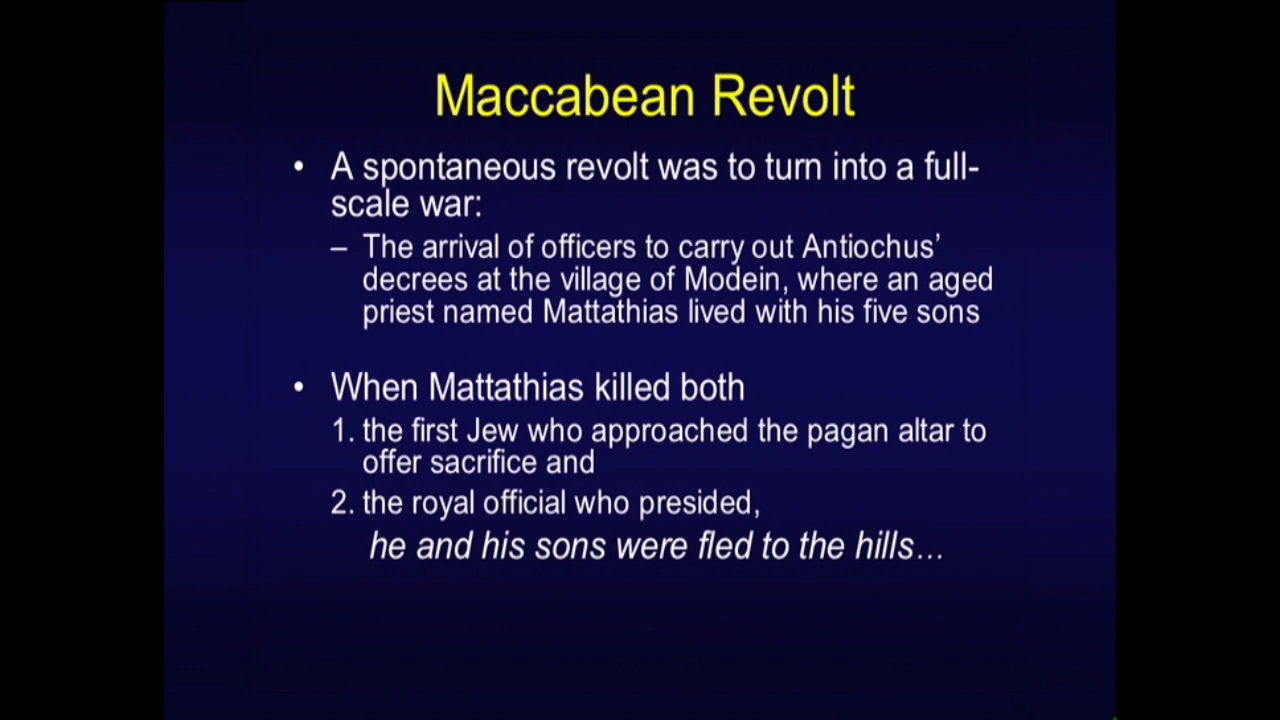 Maccabean Revolt
• A spontaneous revolt was to turn into a full-
scale war:
– The arrival of officers to carry out Antiochus’
decrees at the village of Modein, where an aged
priest named Mattathias lived with his five sons
• When Mattathias killed both
1. the first Jew who approached the pagan altar to
offer sacrifice and
2. the royal official who presided,
he and his sons were fled to the hills…